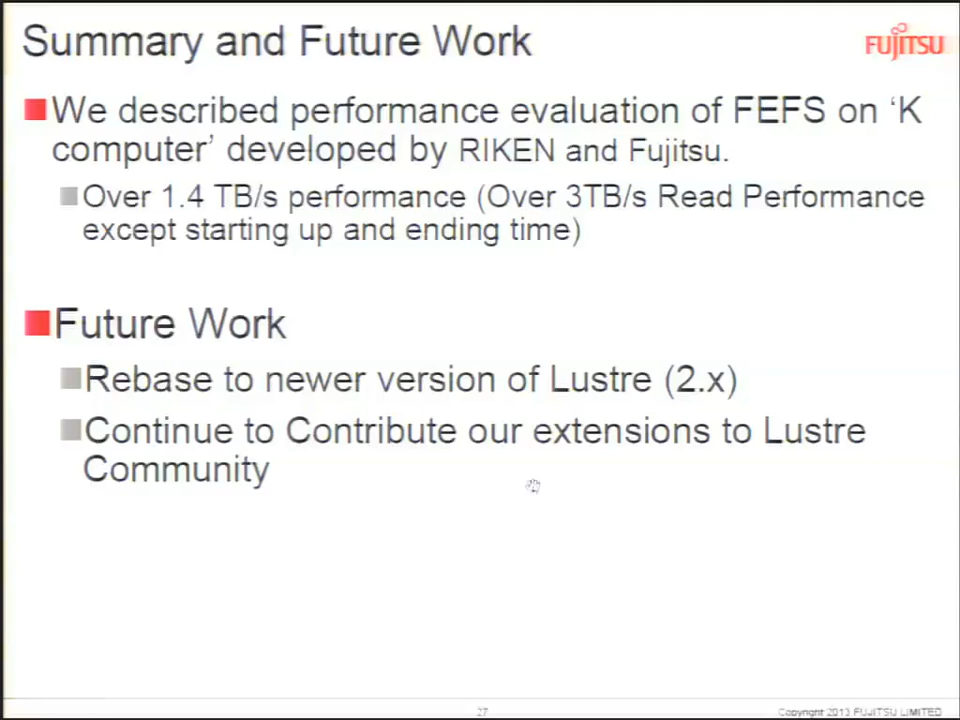 Summary and Future Work
FUJITSU
We described performance evaluation of FEFS on ‘K
computer’ developed by RIKEN and Fujitsu.
Over 1.4 TB/s performance (Over 3TB/s Read Performance
except starting up and ending time)
Future Work
Rebase to newer version of Lustre (2.x)
Continue to Contribute our extensions to Lustre
Community
27
Copyright 2013 FUJITSU LIMITED